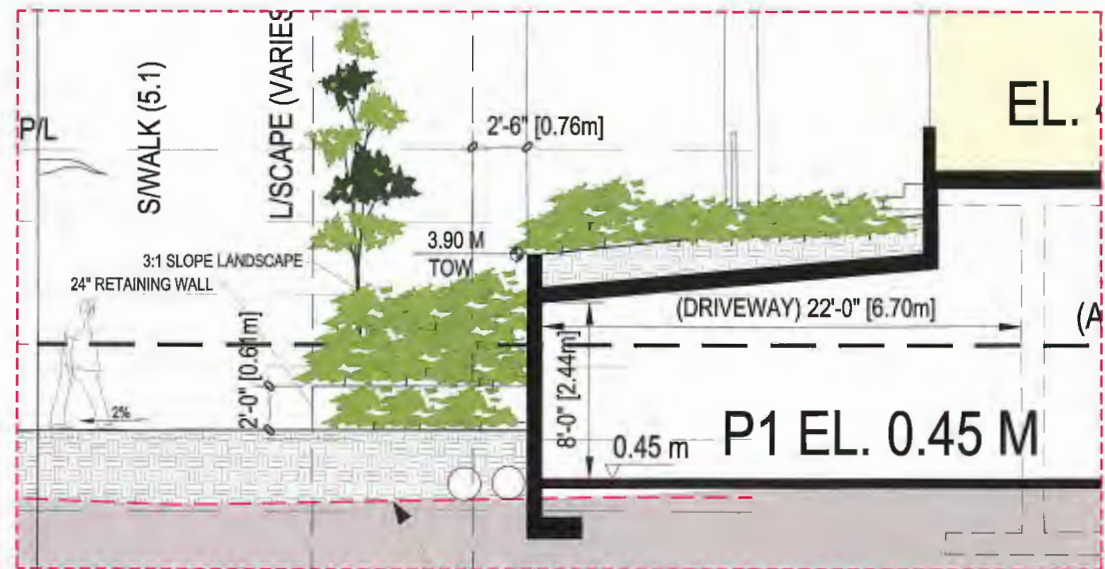 P/L
S/WALK (5.1)
L/SCAPE (VARIES
2'-6" [0.76m]
EL.
3.90 M
TOW
3:1 SLOPE LANDSCAPE
24" RETAINING WALL
(DRIVEWAY) 22'-0" [6.70m]
(A
2'-0" [0.61m]
8'-0" [2.44m]
2%
0.45 m
P1 EL. 0.45 M